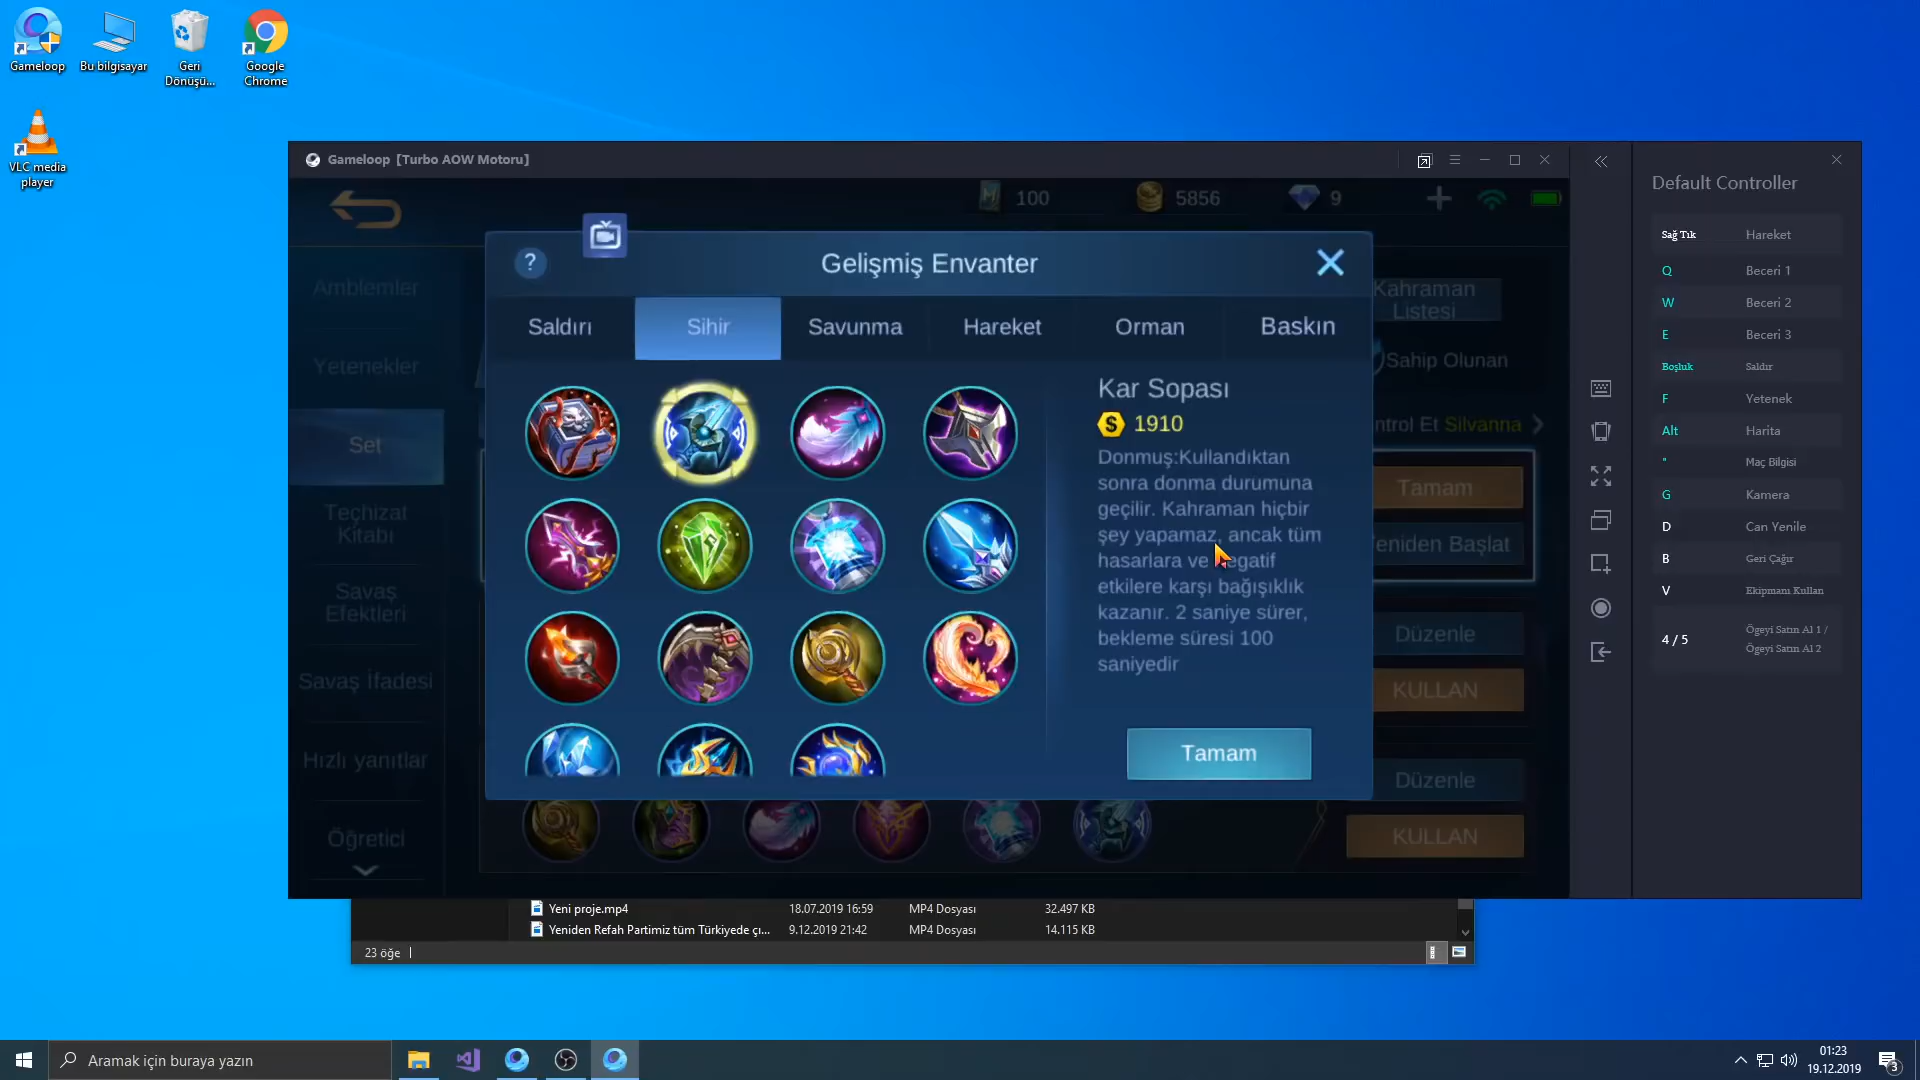 Gameloop
Bu bilgisayar
Geri
Dönüşü...
Google
Chrome
VLC media
player
Gameloop [Turbo AOW Motoru]
100
5856
9
Gelişmiş Envanter
?
Saldırı
Sihir
Savunma
Hareket
Orman
Baskın
Kar Sopası
1910
Donmuş:Kullandıktan
sonra donma durumuna
geçilir. Kahraman hiçbir
şey yapamaz, ancak tüm
hasarlara ve negatif
etkilere karşı bağışıklık
kazanır. 2 saniye sürer,
bekleme süresi 100
saniyedir
Tamam
Amblemler
Yetenekler
Set
Teçhizat
Kitabı
Savaş
Efektleri
Savaş İfadesi
Hızlı yanıtlar
Öğretici
Kahraman
Listesi
Sahip Olunan
ntrol Et Silvanna
Tamam
eniden Başlat
Düzenle
KULLAN
Düzenle
KULLAN
Default Controller
Sağ Tık Hareket
Q Beceri 1
W Beceri 2
E Beceri 3
Boşluk Saldır
F Yetenek
Alt Harita
" Maç Bilgisi
G Kamera
D Can Yenile
B Geri Çağır
V Ekipmanı Kullan
4 / 5 Ögeyi Satın Al 1 /
Ögeyi Satın Al 2
Yeni proje.mp4 18.07.2019 16:59 MP4 Dosyası 32.497 KB
Yeniden Refah Partimiz tüm Türkiyede çı... 9.12.2019 21:42 MP4 Dosyası 14.115 KB
23 öğe
Aramak için buraya yazın
01:23
19.12.2019
3